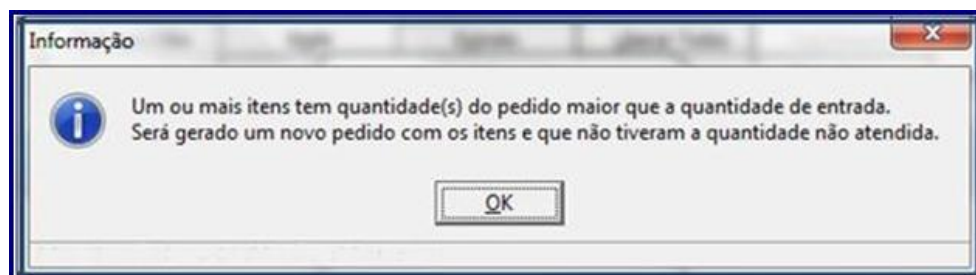 Informação
Um ou mais itens tem quantidade(s) do pedido maior que a quantidade de entrada.
Será gerado um novo pedido com os itens e que não tiveram a quantidade não atendida.
OK